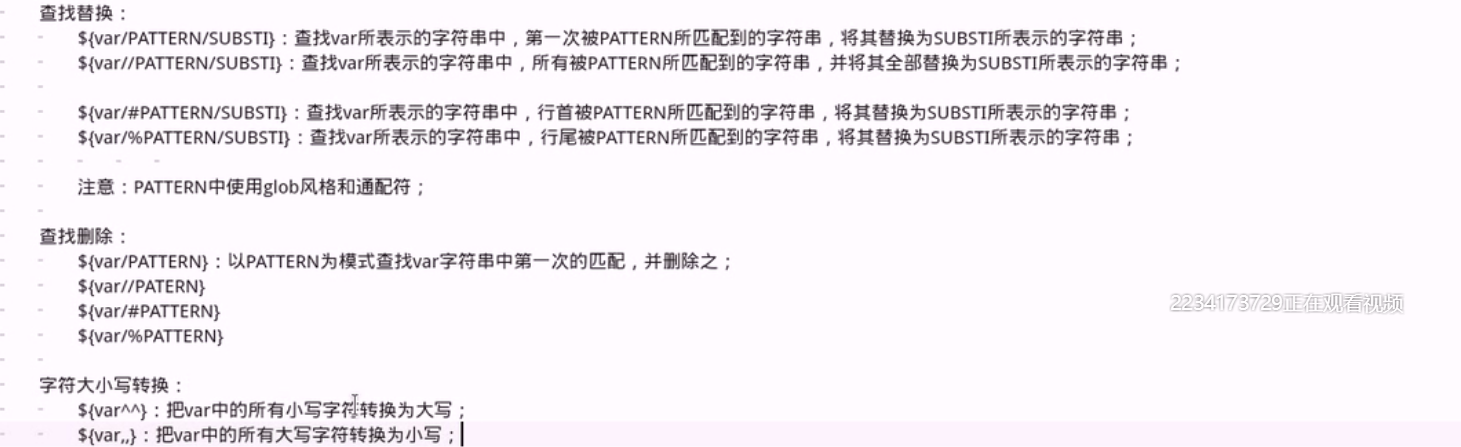 查找替换：
${var/PATTERN/SUBSTI}：查找var所表示的字符串中，第一次被PATTERN所匹配到的字符串，将其替换为SUBSTI所表示的字符串；
${var//PATTERN/SUBSTI}：查找var所表示的字符串中，所有被PATTERN所匹配到的字符串，并将其全部替换为SUBSTI所表示的字符串；
${var/#PATTERN/SUBSTI}：查找var所表示的字符串中，行首被PATTERN所匹配到的字符串，将其替换为SUBSTI所表示的字符串；
${var/%PATTERN/SUBSTI}：查找var所表示的字符串中，行尾被PATTERN所匹配到的字符串，将其替换为SUBSTI所表示的字符串；
注意：PATTERN中使用glob风格和通配符；
查找删除：
${var/PATTERN}：以PATTERN为模式查找var字符串中第一次的匹配，并删除之；
${var//PATERN}
2234173729正在观看视频
${var/#PATTERN}
${var/%PATTERN}
字符大小写转换：
${var^^}：把var中的所有小写字符转换为大写；
${var,,}：把var中的所有大写字符转换为小写；